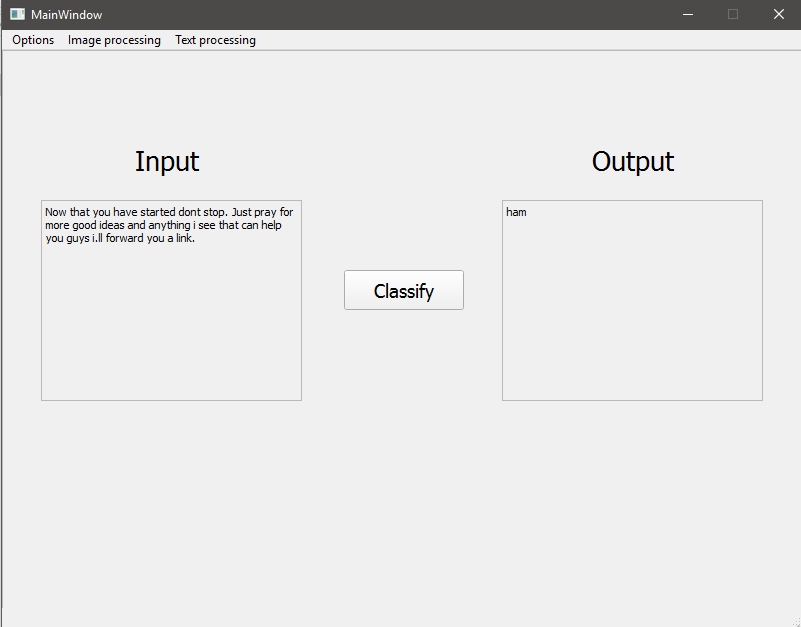 MainWindow
Options Image processing Text processing
Input
Output
Now that you have started dont stop. Just pray for
more good ideas and anything i see that can help
you guys i.ll forward you a link.
Classify
ham